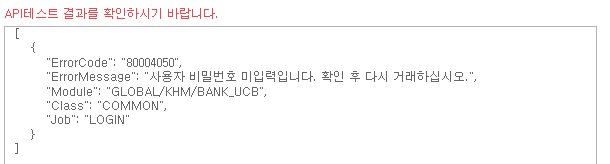 API테스트 결과를 확인하시기 바랍니다.
[
{
"ErrorCode": "80004050",
"ErrorMessage": "사용자 비밀번호 미입력입니다. 확인 후 다시 거래하십시오.",
"Module": "GLOBAL/KHM/BANK_UCB",
"Class": "COMMON",
"Job": "LOGIN"
}
]